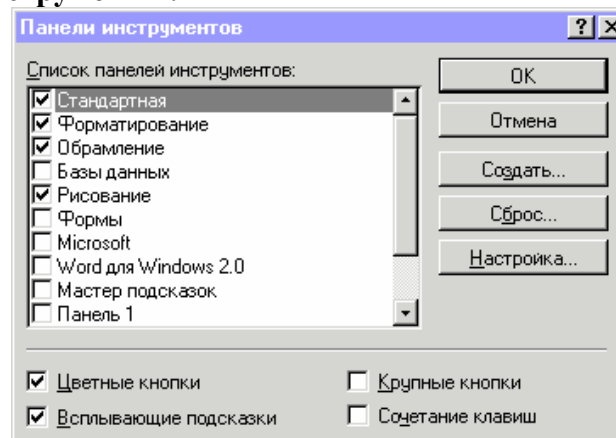 Панели инструментов
Список панелей инструментов:
Стандартная
Форматирование
Обрамление
Базы данных
Рисование
Формы
Microsoft
Word для Windows 2.0
Мастер подсказок
Панель 1
OK
Отмена
Создать...
Сброс...
Настройка...
Цветные кнопки
Крупные кнопки
Всплывающие подсказки
Сочетание клавиш